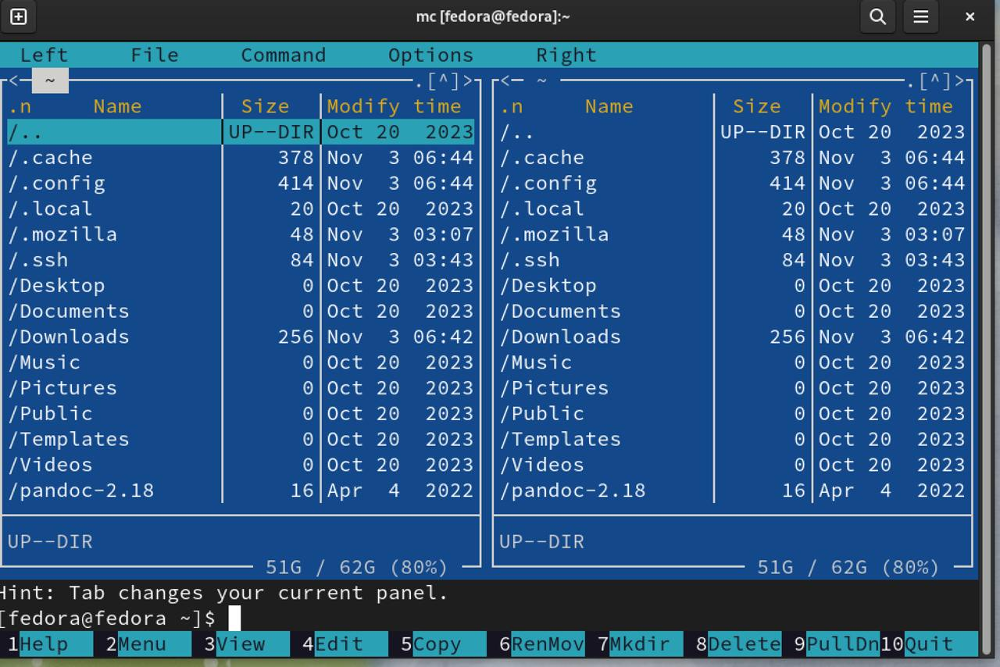 mc [fedora@fedora]:~
Left File Command Options Right
<─ ~ ─.[^]> <─ ~ ─.[^]>
.n Name Size Modify time .n Name Size Modify time
/.. UP--DIR Oct 20 2023 /.. UP--DIR Oct 20 2023
/.cache 378 Nov 3 06:44 /.cache 378 Nov 3 06:44
/.config 414 Nov 3 06:44 /.config 414 Nov 3 06:44
/.local 20 Oct 20 2023 /.local 20 Oct 20 2023
/.mozilla 48 Nov 3 03:07 /.mozilla 48 Nov 3 03:07
/.ssh 84 Nov 3 03:43 /.ssh 84 Nov 3 03:43
/Desktop 0 Oct 20 2023 /Desktop 0 Oct 20 2023
/Documents 0 Oct 20 2023 /Documents 0 Oct 20 2023
/Downloads 256 Nov 3 06:42 /Downloads 256 Nov 3 06:42
/Music 0 Oct 20 2023 /Music 0 Oct 20 2023
/Pictures 0 Oct 20 2023 /Pictures 0 Oct 20 2023
/Public 0 Oct 20 2023 /Public 0 Oct 20 2023
/Templates 0 Oct 20 2023 /Templates 0 Oct 20 2023
/Videos 0 Oct 20 2023 /Videos 0 Oct 20 2023
/pandoc-2.18 16 Apr 4 2022 /pandoc-2.18 16 Apr 4 2022
UP--DIR UP--DIR
51G / 62G (80%) 51G / 62G (80%)
Hint: Tab changes your current panel.
[fedora@fedora ~]$
1Help 2Menu 3View 4Edit 5Copy 6RenMov 7Mkdir 8Delete 9PullDn 10Quit